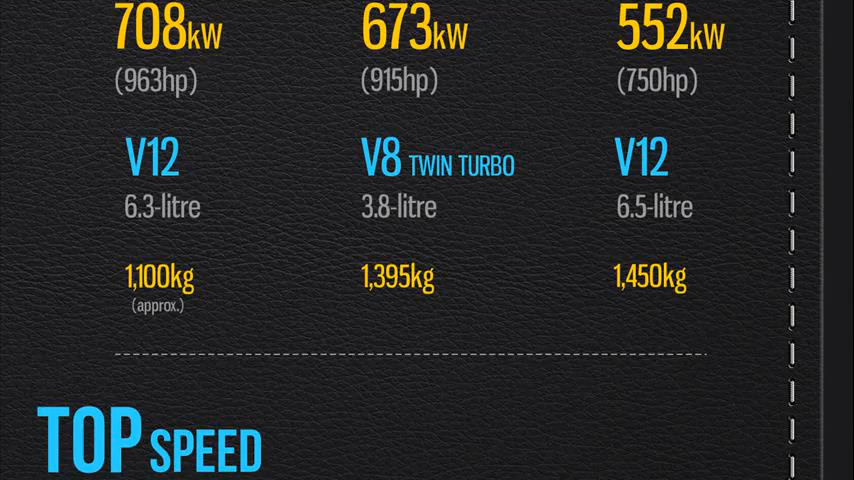 708kW 673kW 552kW
(963hp) (915hp) (750hp)
V12 V8 TWIN TURBO V12
6.3-litre 3.8-litre 6.5-litre
1,100kg 1,395kg 1,450kg
(approx.)
TOP SPEED